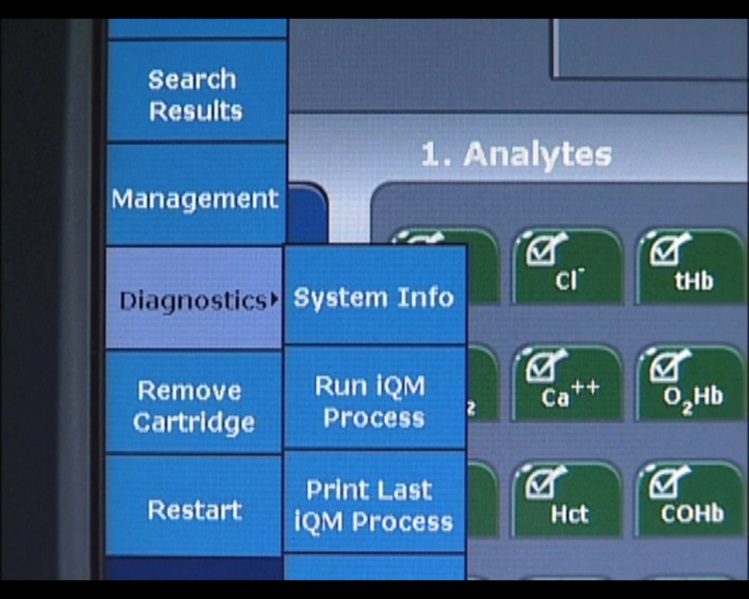 Search
Results
Management
Diagnostics
Remove
Cartridge
Restart
System Info
Run iQM
Process
Print Last
iQM Process
1. Analytes
Cl⁻
tHb
2
Ca⁺⁺
O₂Hb
Hct
COHb